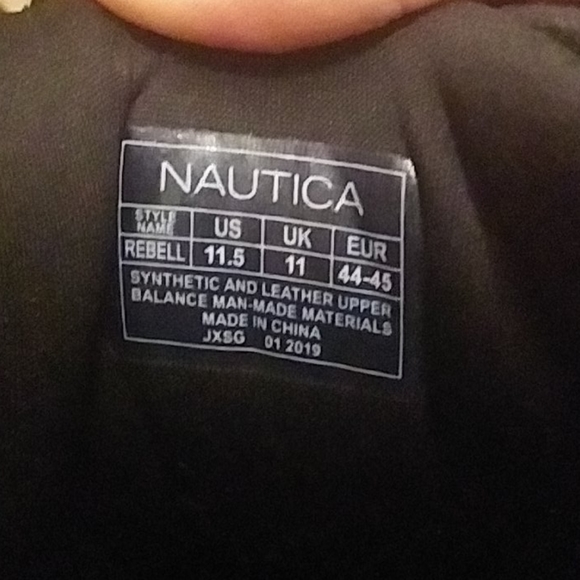 NAUTICA
STYLE NAME US UK EUR
REBELL 11.5 11 44-45
SYNTHETIC AND LEATHER UPPER
BALANCE MAN-MADE MATERIALS
MADE IN CHINA
JXSG 01 2019